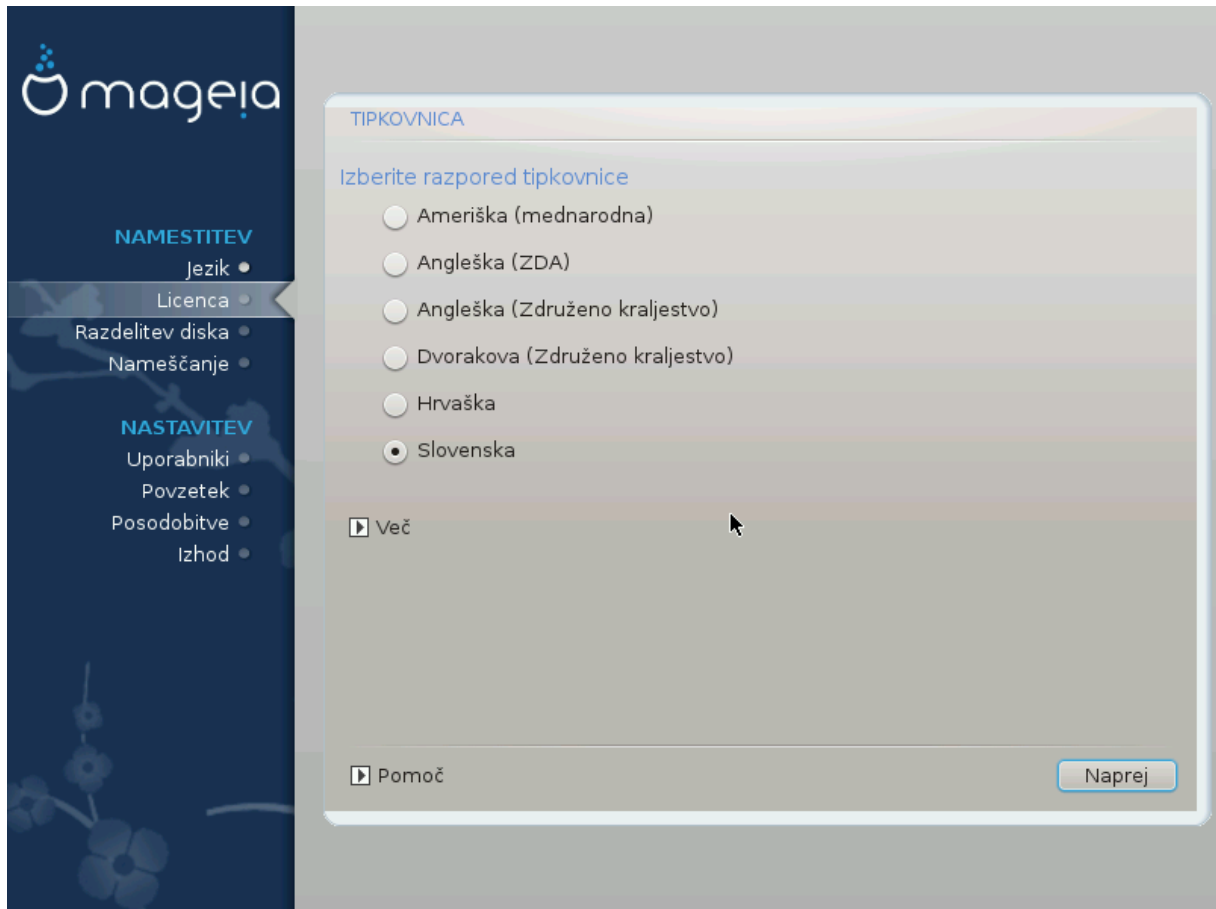 mageia
NAMESTITEV
Jezik
Licenca
Razdelitev diska
Nameščanje
NASTAVITEV
Uporabniki
Povzetek
Posodobitve
Izhod
TIPKOVNICA
Izberite razpored tipkovnice
Ameriška (mednarodna)
Angleška (ZDA)
Angleška (Združeno kraljestvo)
Dvorakova (Združeno kraljestvo)
Hrvaška
Slovenska
Več
Pomoč
Naprej